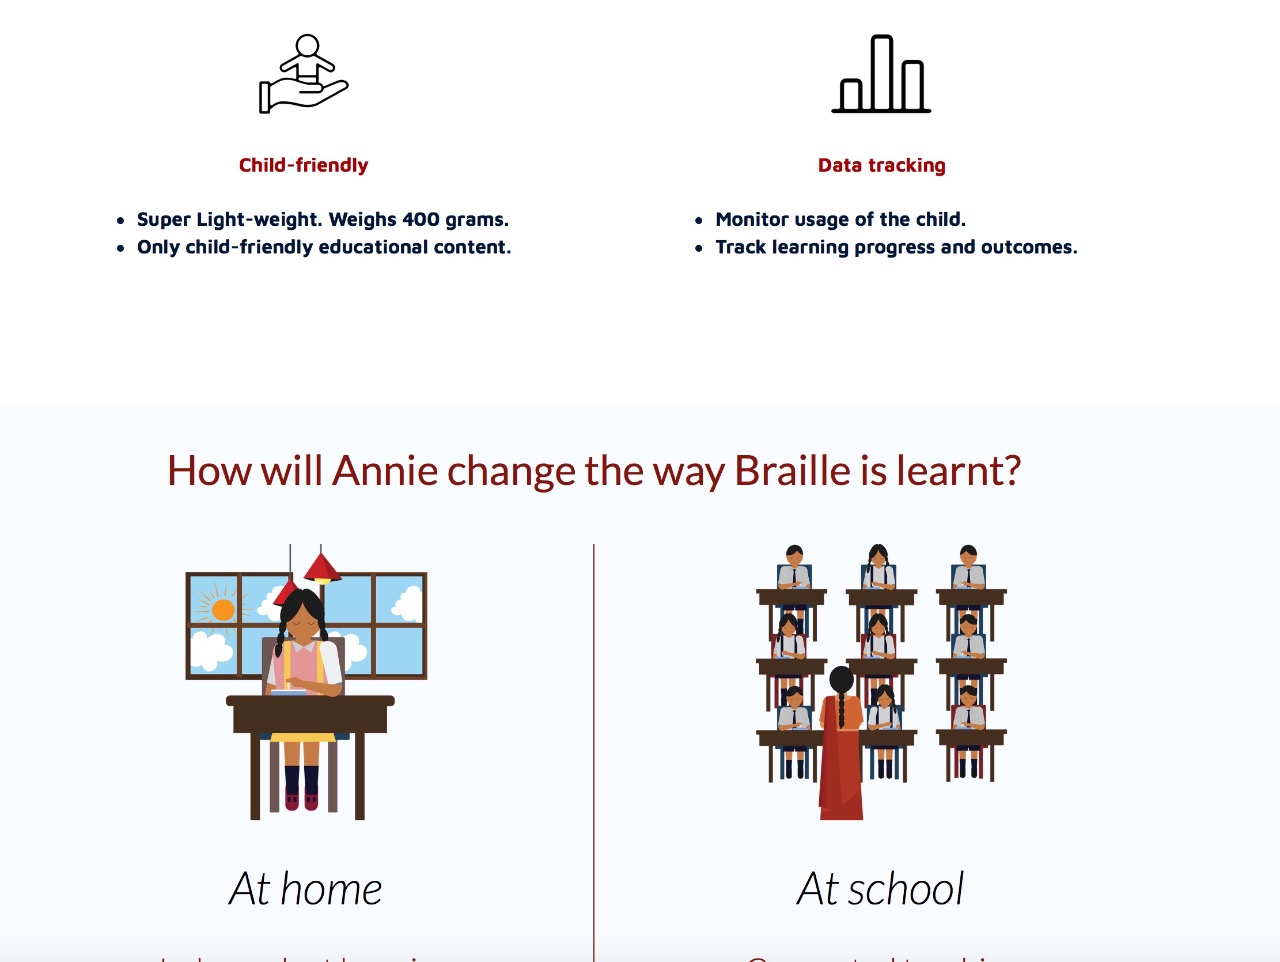 Child-friendly
Super Light-weight. Weighs 400 grams.
Only child-friendly educational content.
Data tracking
Monitor usage of the child.
Track learning progress and outcomes.
How will Annie change the way Braille is learnt?
At home
At school